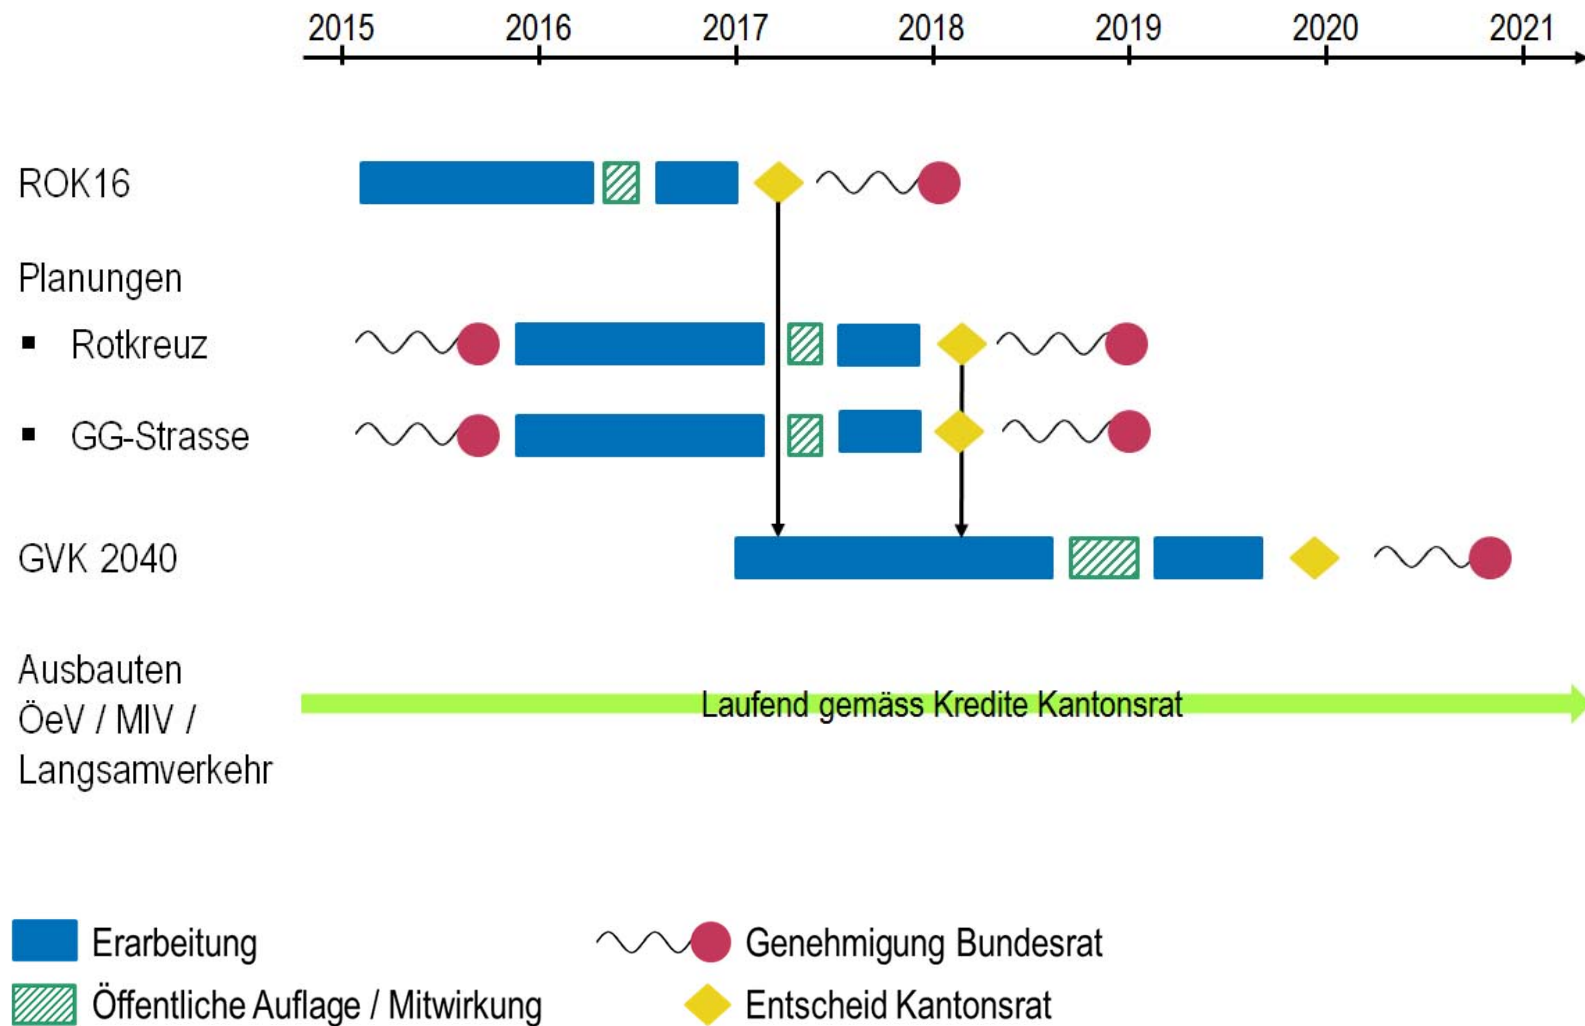 2015 2016 2017 2018 2019 2020 2021
ROK16
Planungen
▪ Rotkreuz
▪ GG-Strasse
GVK 2040
Ausbauten
ÖeV / MIV /
Langsamverkehr
Laufend gemäss Kredite Kantonsrat
Erarbeitung
Genehmigung Bundesrat
Öffentliche Auflage / Mitwirkung
Entscheid Kantonsrat